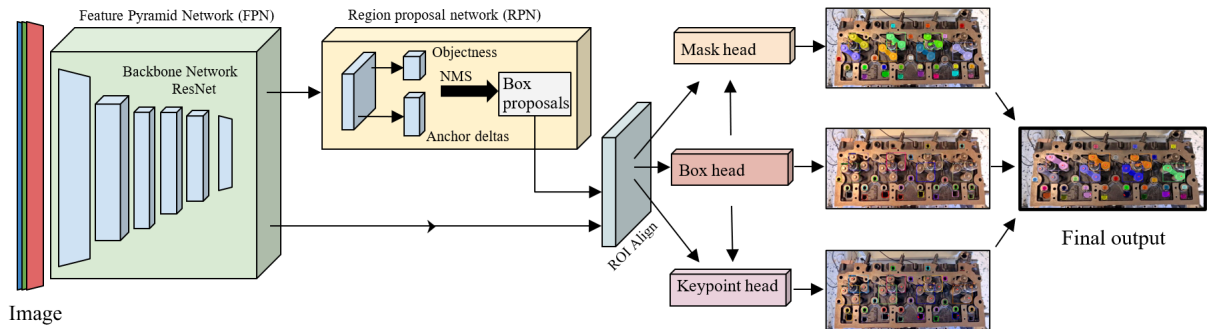 Feature Pyramid Network (FPN)
Region proposal network (RPN)
Backbone Network
ResNet
Objectness
NMS
Box
proposals
Anchor deltas
ROI Align
Mask head
Box head
Keypoint head
Final output
Image